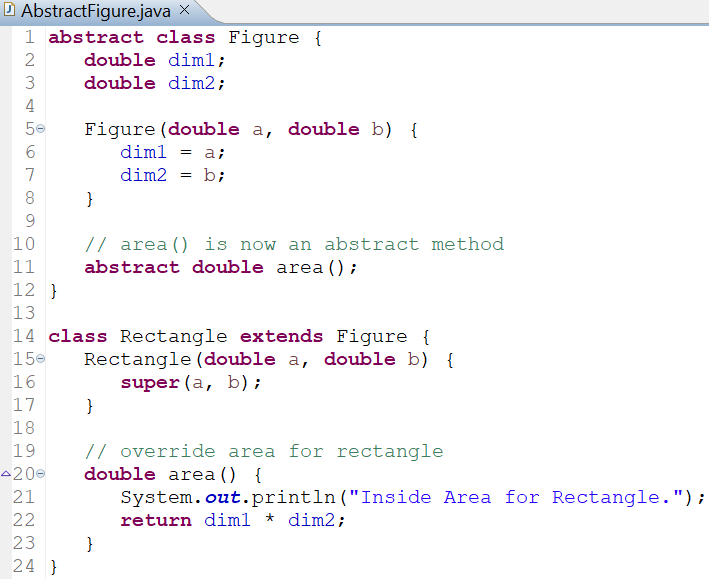 AbstractFigure.java
1 abstract class Figure {
2    double dim1;
3    double dim2;
4
5    Figure(double a, double b) {
6       dim1 = a;
7       dim2 = b;
8    }
9
10    // area() is now an abstract method
11    abstract double area();
12 }
13
14 class Rectangle extends Figure {
15    Rectangle(double a, double b) {
16       super(a, b);
17    }
18
19    // override area for rectangle
20    double area() {
21       System.out.println("Inside Area for Rectangle.");
22       return dim1 * dim2;
23    }
24 }